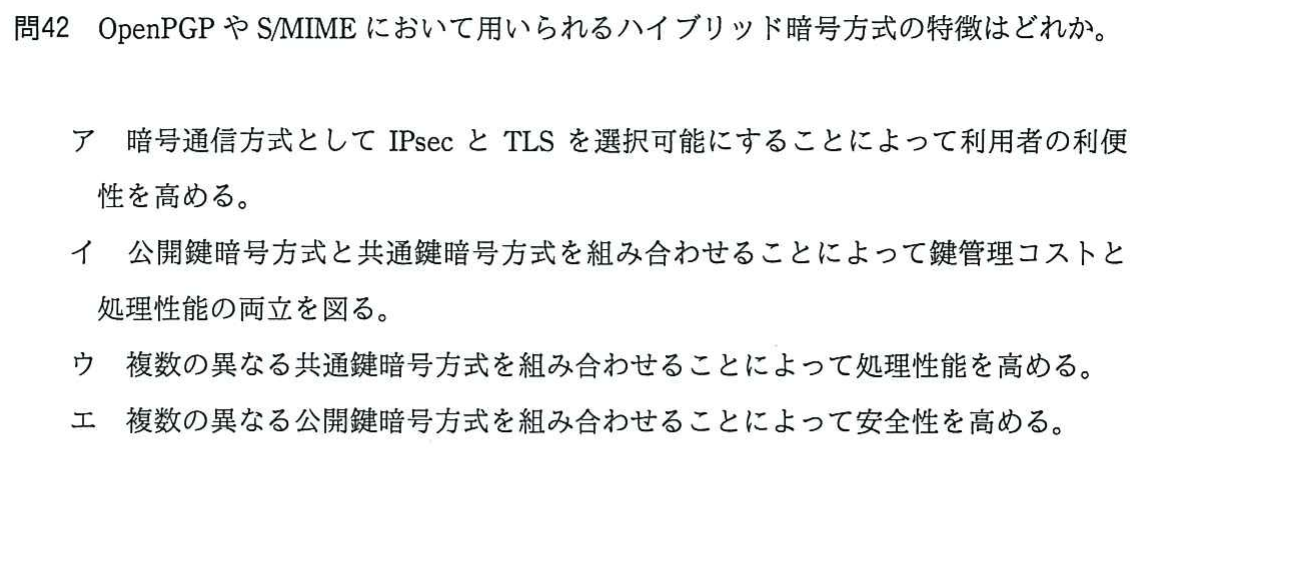 問42 OpenPGP や S/MIME において用いられるハイブリッド暗号方式の特徴はどれか。
ア 暗号通信方式として IPsec と TLS を選択可能にすることによって利用者の利便
性を高める。
イ 公開鍵暗号方式と共通鍵暗号方式を組み合わせることによって鍵管理コストと
処理性能の両立を図る。
ウ 複数の異なる共通鍵暗号方式を組み合わせることによって処理性能を高める。
エ 複数の異なる公開鍵暗号方式を組み合わせることによって安全性を高める。